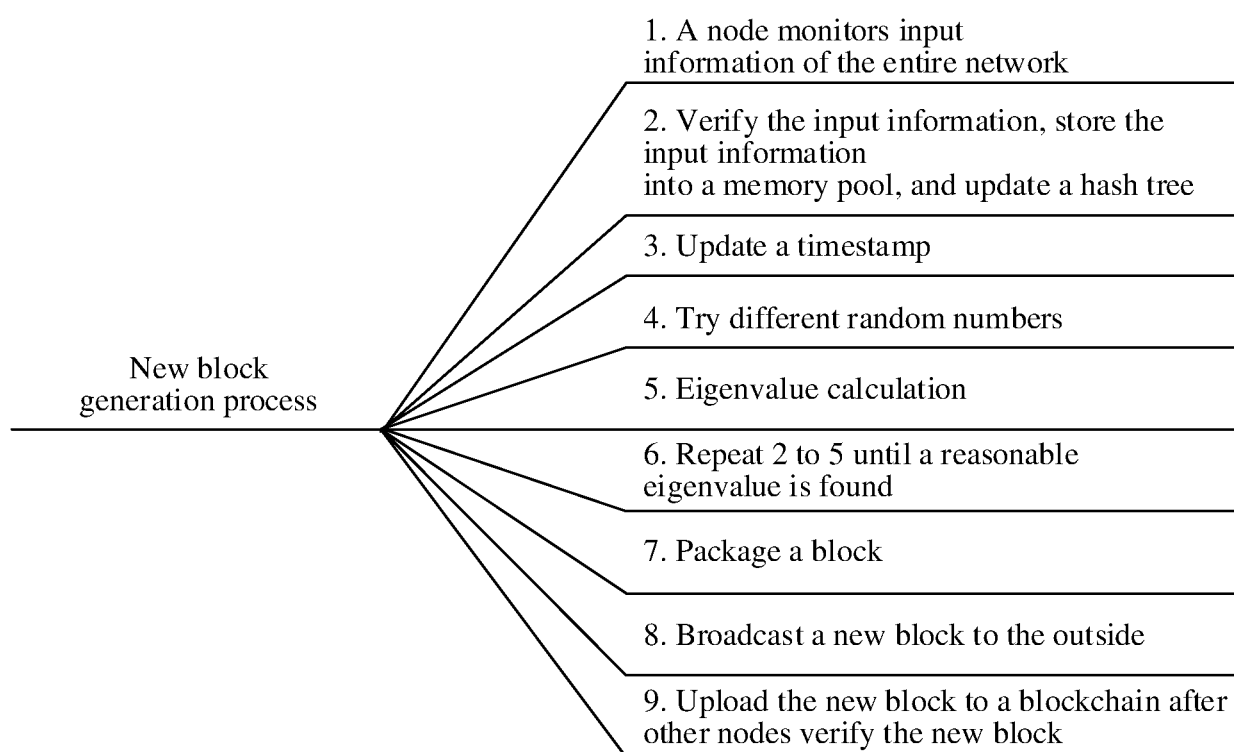 1. A node monitors input
information of the entire network
2. Verify the input information, store the
input information
into a memory pool, and update a hash tree
3. Update a timestamp
4. Try different random numbers
New block
generation process
5. Eigenvalue calculation
6. Repeat 2 to 5 until a reasonable
eigenvalue is found
7. Package a block
8. Broadcast a new block to the outside
9. Upload the new block to a blockchain after
other nodes verify the new block